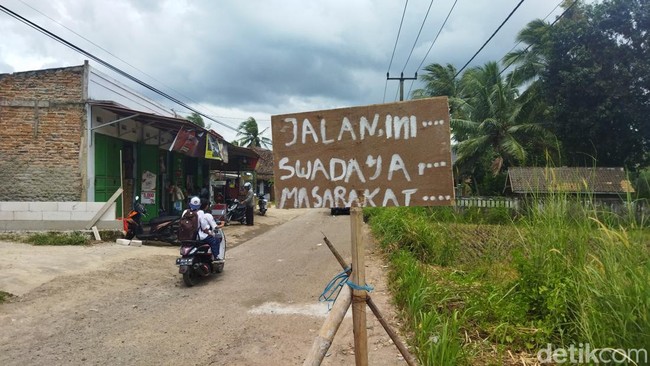 JALAN.INI....
SWADAYA....
MASARAKAT....
detikcom